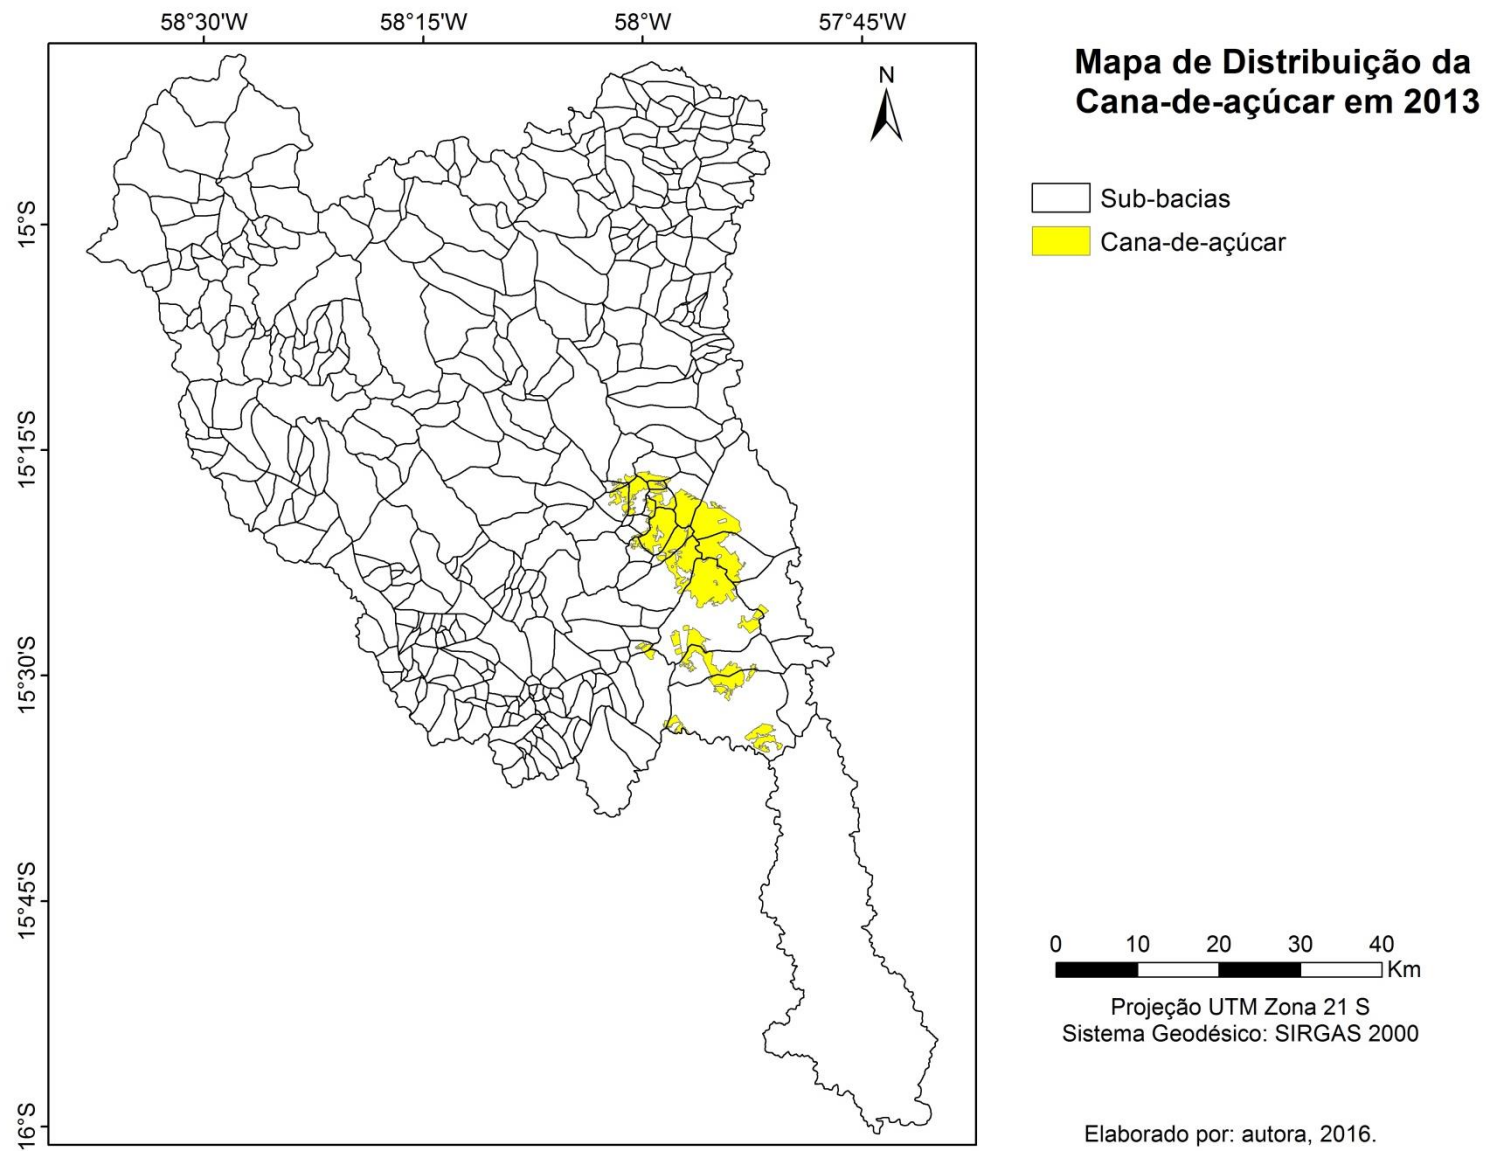 58°30'W 58°15'W 58°W 57°45'W
Mapa de Distribuição da
Cana-de-açúcar em 2013
N
Sub-bacias
Cana-de-açúcar
15°S
15°15'S
15°30'S
15°45'S
16°S
0 10 20 30 40
Km
Projeção UTM Zona 21 S
Sistema Geodésico: SIRGAS 2000
Elaborado por: autora, 2016.